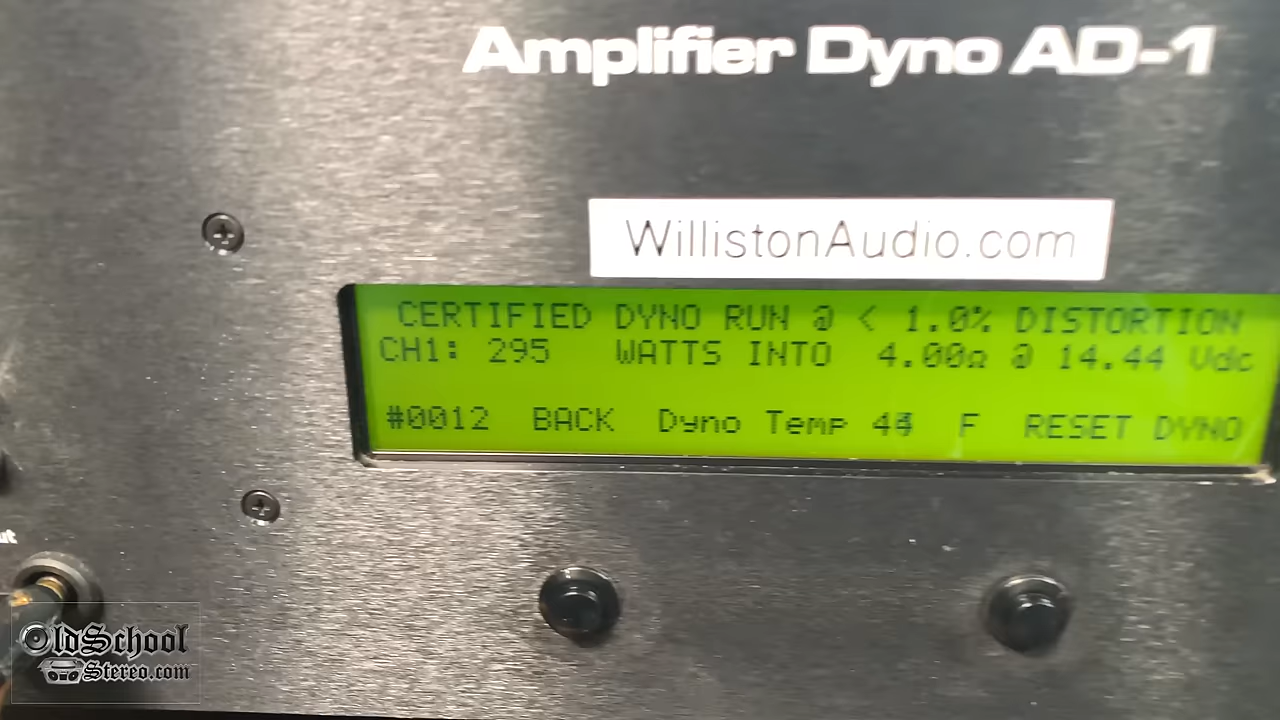 Amplifier Dyno AD-1
WillistonAudio.com
CERTIFIED DYNO RUN @ < 1.0% DISTORTION
CH1: 295 WATTS INTO 4.00Ω @ 14.44 Vdc
#0012 BACK Dyno Temp F RESET DYNO
OldSchool
Stereo.com